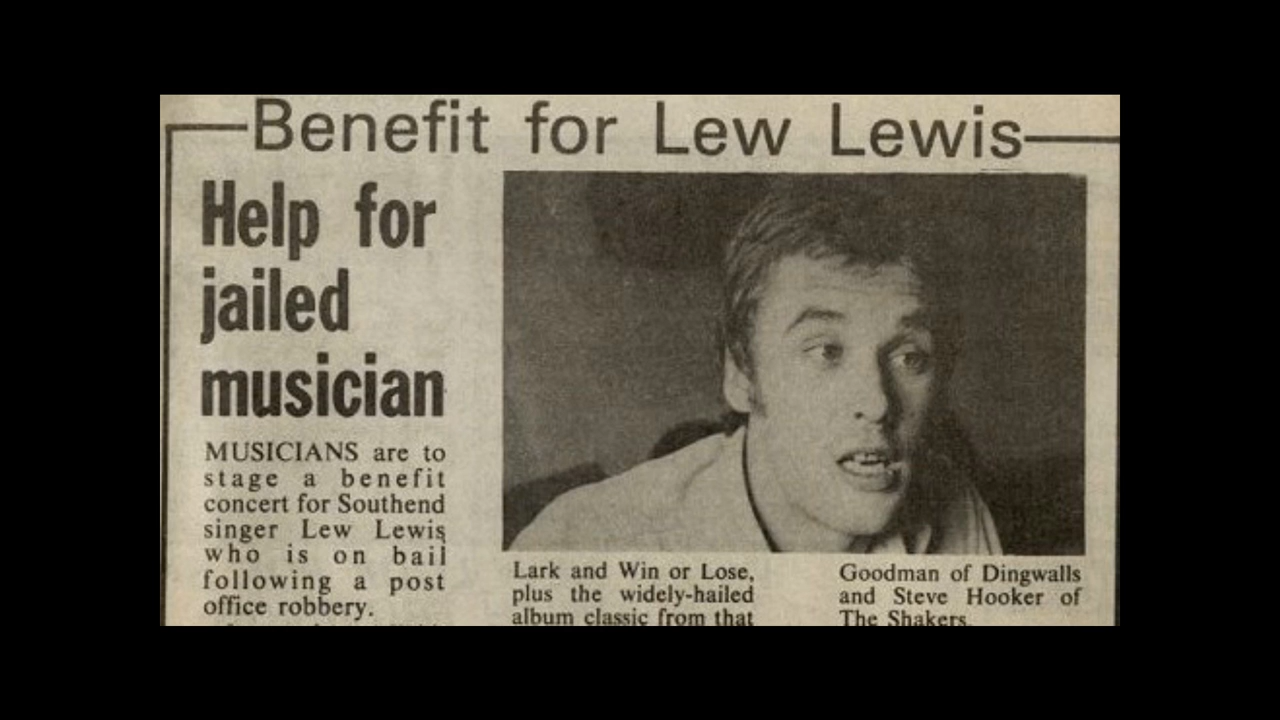 Benefit for Lew Lewis
Help for
jailed
musician
MUSICIANS are to
stage a benefit
concert for Southend
singer Lew Lewis
who is on bail
following a post
office robbery.
Lark and Win or Lose,
plus the widely-hailed
album classic from that
Goodman of Dingwalls
and Steve Hooker of
The Shakers.